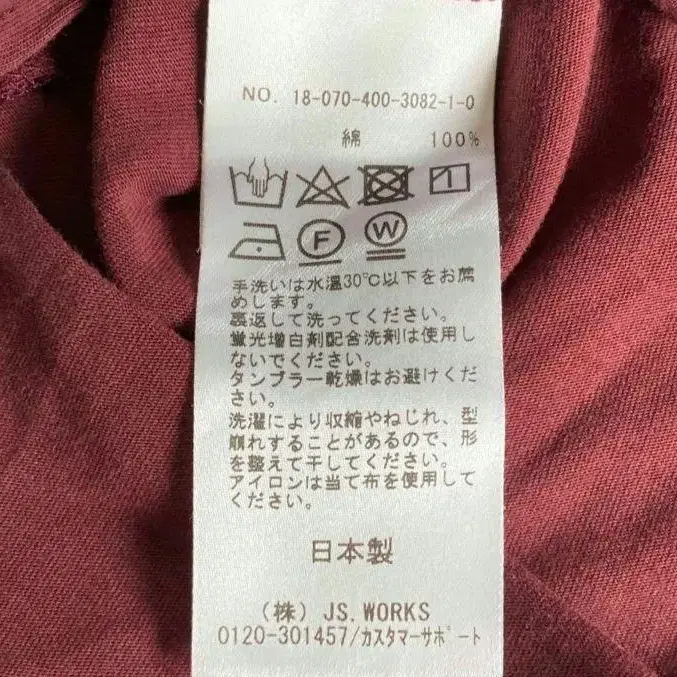 NO. 18-070-400-3082-1-0
綿 100%
F W
手洗いは水温30℃以下をお薦
めします。
裏返して洗ってください。
蛍光増白剤配合洗剤は使用し
ないでください。
タンブラー乾燥はお避けくだ
さい。
洗濯により収縮やねじれ、型
崩れすることがあるので、形
を整えて干してください。
アイロンは当て布を使用して
ください。
日本製
(株) JS.WORKS
0120-301457/カスタマーサポート